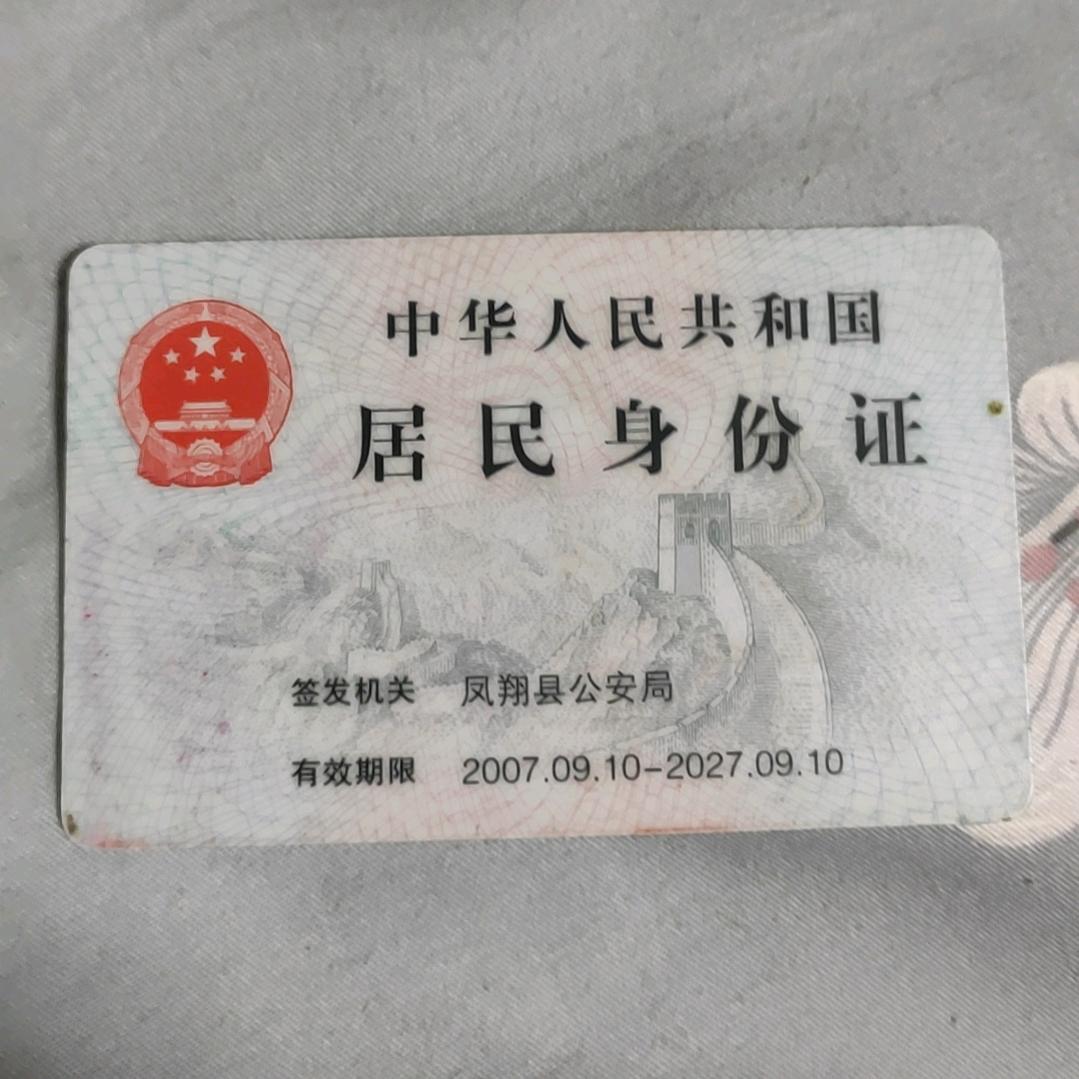 中华人民共和国
居民身份证
签发机关 凤翔县公安局
有效期限 2007.09.10-2027.09.10